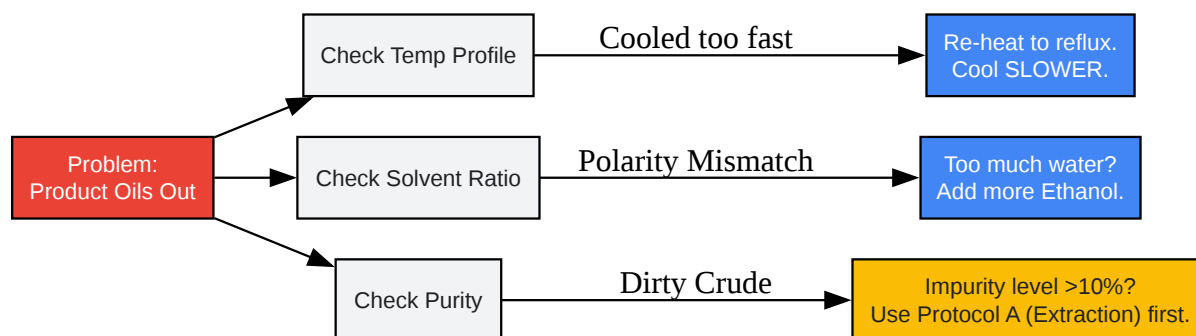 Problem:
Product Oils Out
Check Temp Profile
Cooled too fast
Re-heat to reflux.
Cool SLOWER.
Check Solvent Ratio
Polarity Mismatch
Too much water?
Add more Ethanol.
Check Purity
Dirty Crude
Impurity level >10%?
Use Protocol A (Extraction) first.